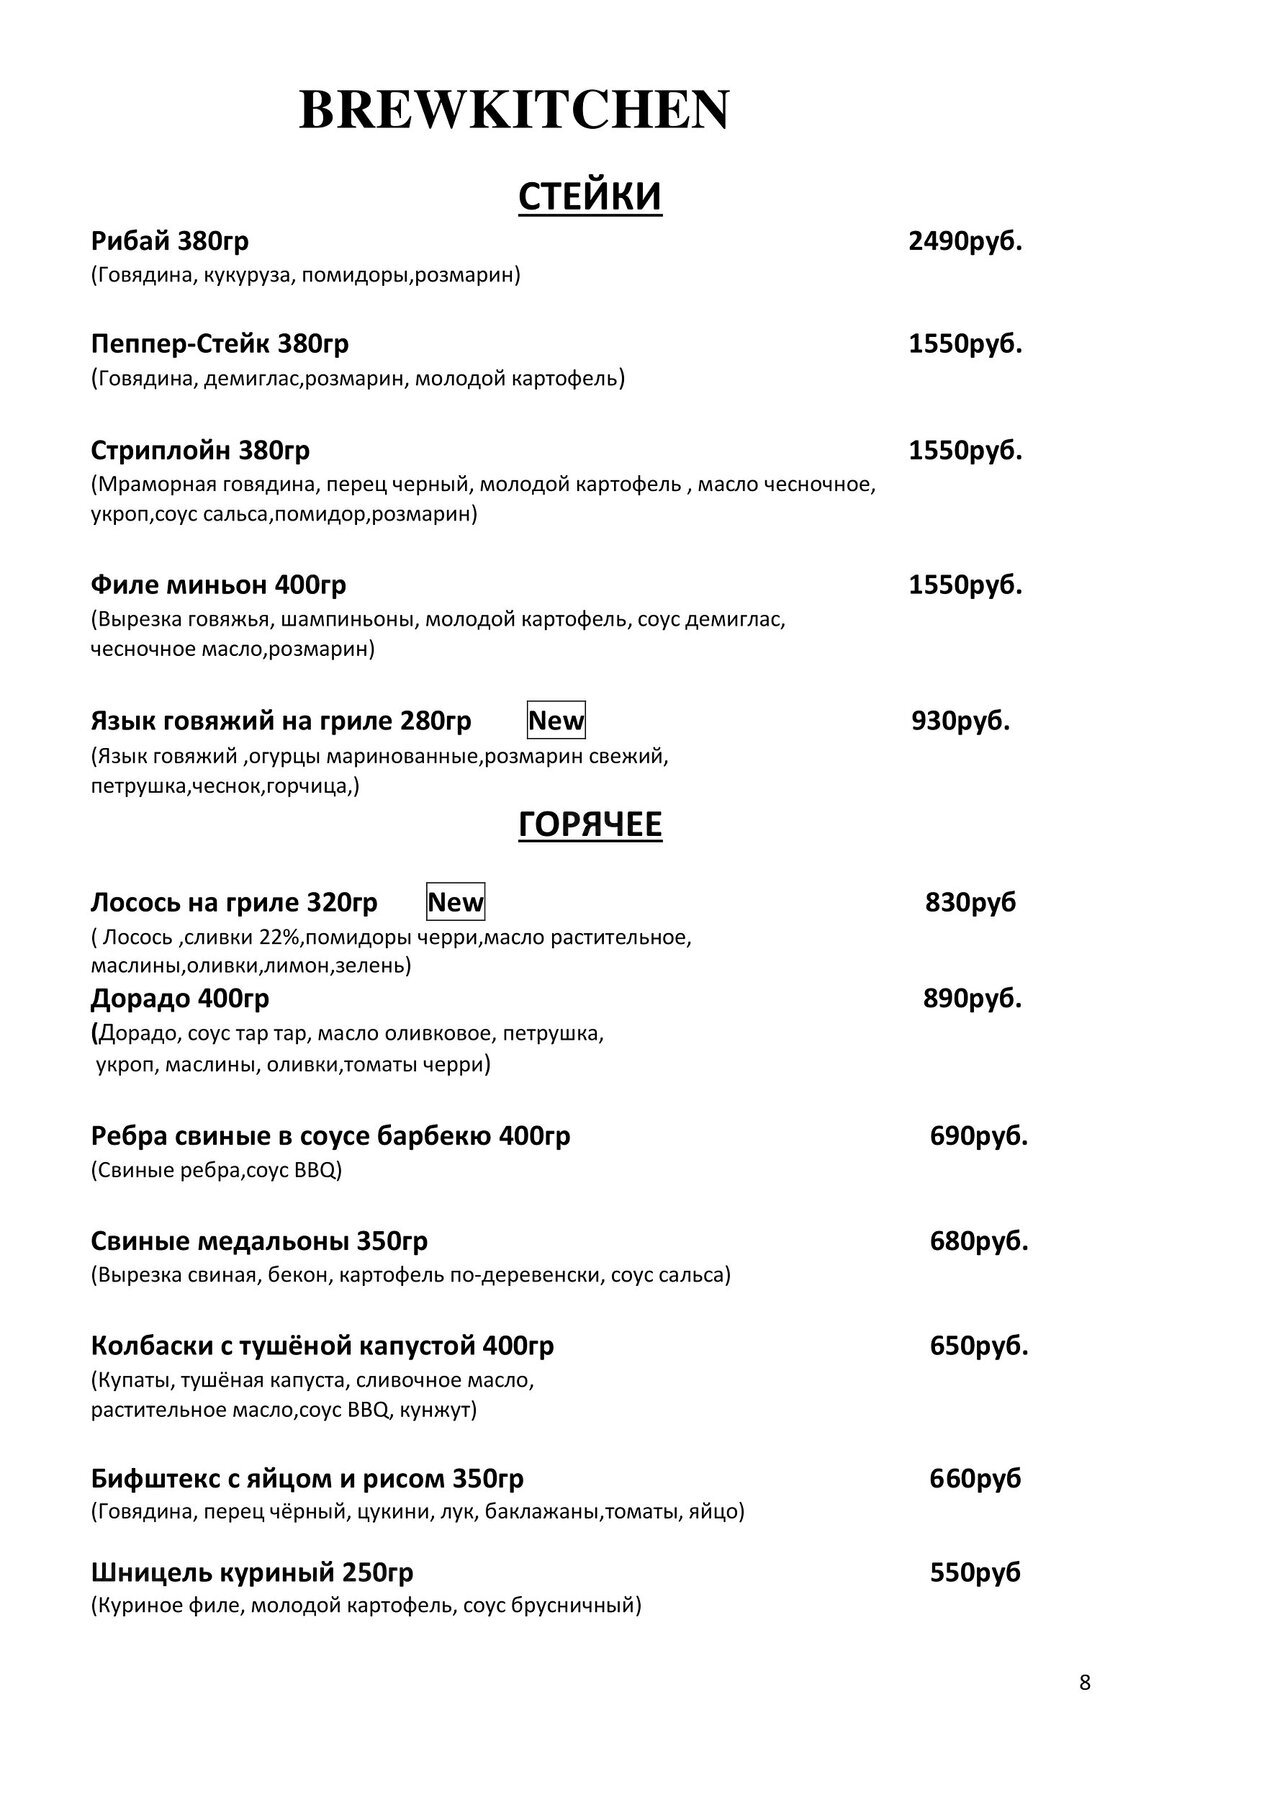 BREWKITCHEN
СТЕЙКИ
Рибай 380гр 2490руб.
(Говядина, кукуруза, помидоры,розмарин)
Пеппер-Стейк 380гр 1550руб.
(Говядина, демиглас,розмарин, молодой картофель)
Стриплойн 380гр 1550руб.
(Мраморная говядина, перец черный, молодой картофель , масло чесночное,
укроп,соус сальса,помидор,розмарин)
Филе миньон 400гр 1550руб.
(Вырезка говяжья, шампиньоны, молодой картофель, соус демиглас,
чесночное масло,розмарин)
Язык говяжий на гриле 280гр New 930руб.
(Язык говяжий ,огурцы маринованные,розмарин свежий,
петрушка,чеснок,горчица,)
ГОРЯЧЕЕ
Лосось на гриле 320гр New 830руб
( Лосось ,сливки 22%,помидоры черри,масло растительное,
маслины,оливки,лимон,зелень)
Дорадо 400гр 890руб.
(Дорадо, соус тар тар, масло оливковое, петрушка,
укроп, маслины, оливки,томаты черри)
Ребра свиные в соусе барбекю 400гр 690руб.
(Свиные ребра,соус BBQ)
Свиные медальоны 350гр 680руб.
(Вырезка свиная, бекон, картофель по-деревенски, соус сальса)
Колбаски с тушёной капустой 400гр 650руб.
(Купаты, тушёная капуста, сливочное масло,
растительное масло,соус BBQ, кунжут)
Бифштекс с яйцом и рисом 350гр 660руб
(Говядина, перец чёрный, цукини, лук, баклажаны,томаты, яйцо)
Шницель куриный 250гр 550руб
(Куриное филе, молодой картофель, соус брусничный)
8